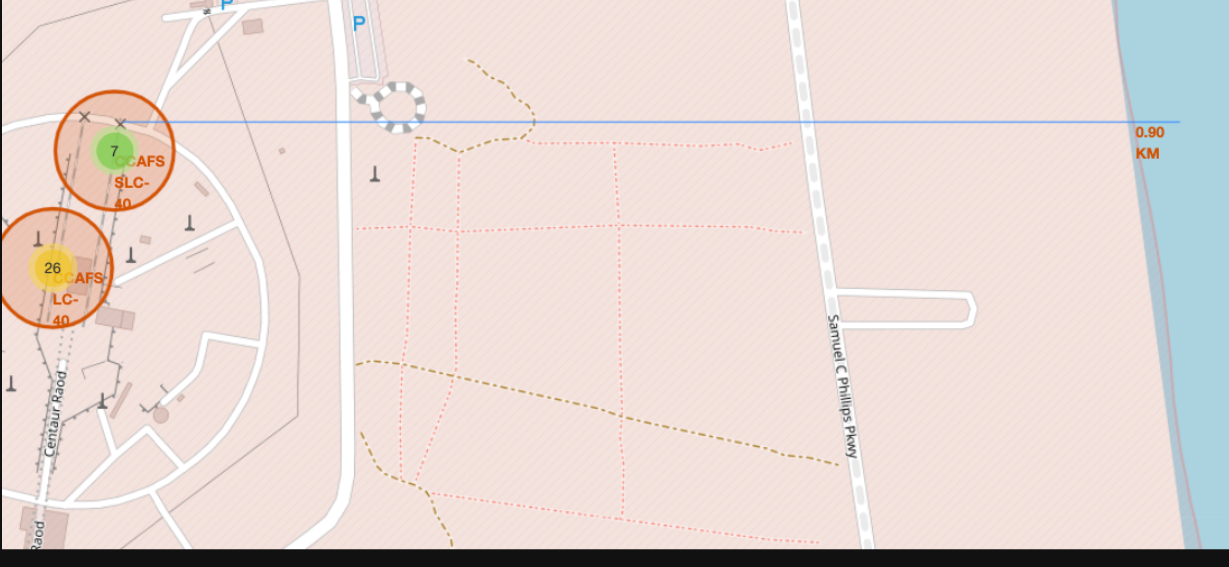 P
P
0.90
KM
7
CCAFS
SLC-
40
26
CCAFS
LC-
40
Samuel C Phillips Pkwy
Centaur Raod
Raod